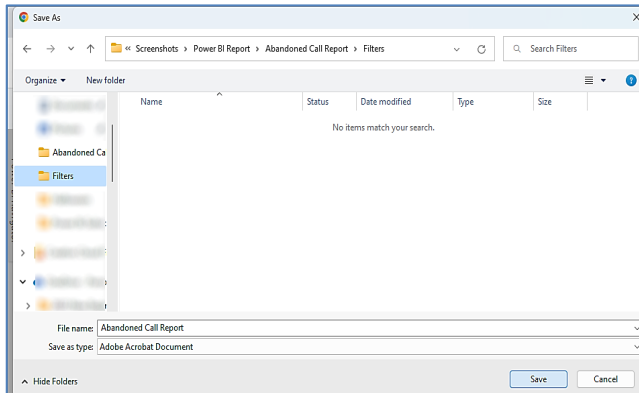 Save As
« Screenshots > Power BI Report > Abandoned Call Report > Filters
Search Filters
Organize
New folder
Name
Status
Date modified
Type
Size
No items match your search.
Abandoned Ca
Filters
File name: Abandoned Call Report
Save as type: Adobe Acrobat Document
Hide Folders
Save
Cancel